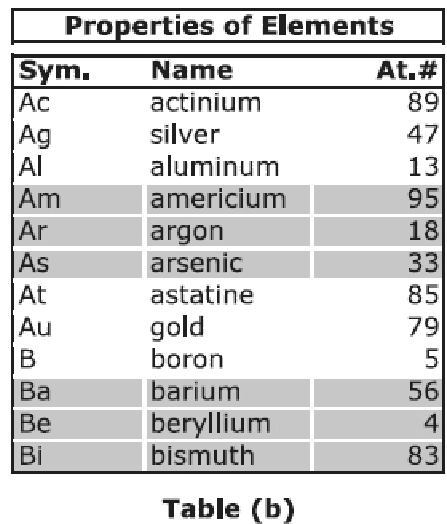 Properties of Elements
Sym. Name At.#
Ac actinium 89
Ag silver 47
Al aluminum 13
Am americium 95
Ar argon 18
As arsenic 33
At astatine 85
Au gold 79
B boron 5
Ba barium 56
Be beryllium 4
Bi bismuth 83
Table (b)